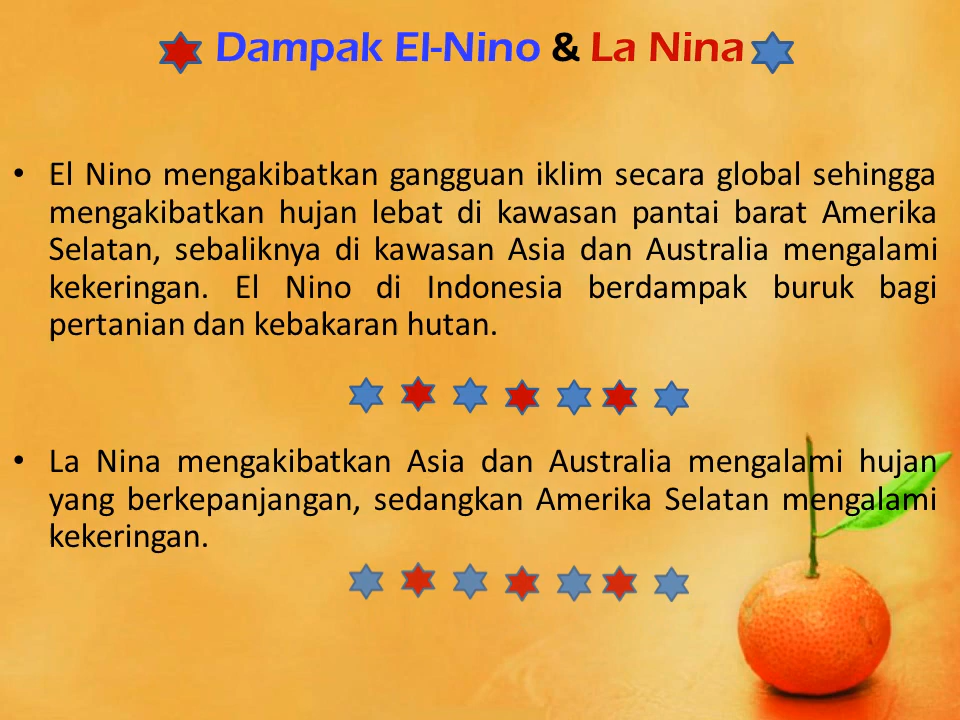 Dampak El-Nino & La Nina
• El Nino mengakibatkan gangguan iklim secara global sehingga
mengakibatkan hujan lebat di kawasan pantai barat Amerika
Selatan, sebaliknya di kawasan Asia dan Australia mengalami
kekeringan. El Nino di Indonesia berdampak buruk bagi
pertanian dan kebakaran hutan.
• La Nina mengakibatkan Asia dan Australia mengalami hujan
yang berkepanjangan, sedangkan Amerika Selatan mengalami
kekeringan.